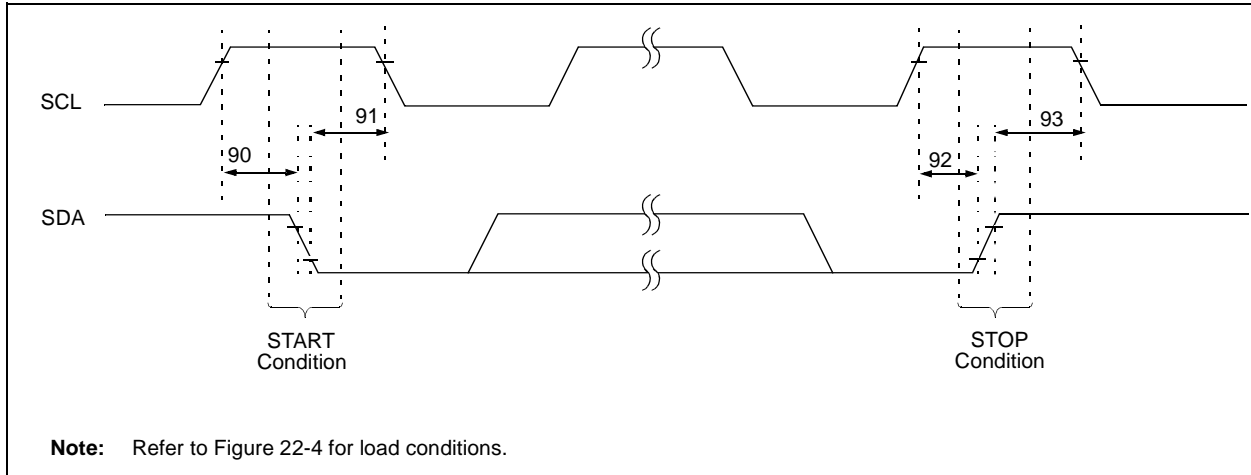 SCL
91
93
90
92
SDA
START
Condition
STOP
Condition
Note: Refer to Figure 22-4 for load conditions.